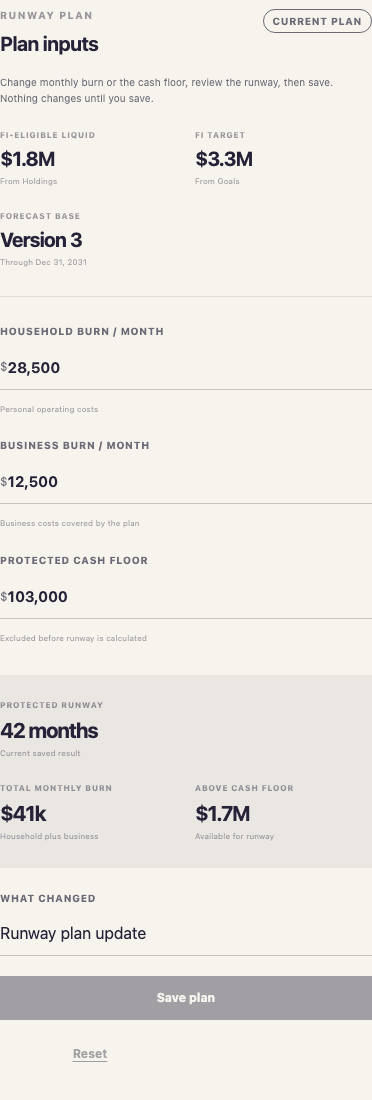 RUNWAY PLAN
CURRENT PLAN
Plan inputs
Change monthly burn or the cash floor, review the runway, then save.
Nothing changes until you save.
FI-ELIGIBLE LIQUID
$1.8M
From Holdings
FI TARGET
$3.3M
From Goals
FORECAST BASE
Version 3
Through Dec 31, 2031
HOUSEHOLD BURN / MONTH
$28,500
Personal operating costs
BUSINESS BURN / MONTH
$12,500
Business costs covered by the plan
PROTECTED CASH FLOOR
$103,000
Excluded before runway is calculated
PROTECTED RUNWAY
42 months
Current saved result
TOTAL MONTHLY BURN
$41k
Household plus business
ABOVE CASH FLOOR
$1.7M
Available for runway
WHAT CHANGED
Runway plan update
Save plan
Reset